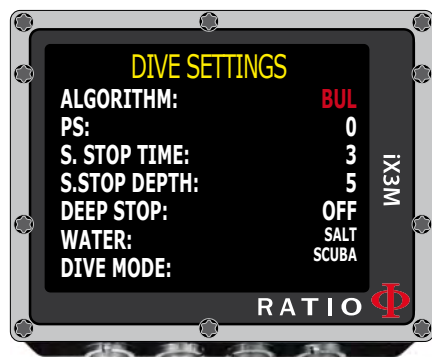 DIVE SETTINGS
ALGORITHM: BUL
PS: 0
S. STOP TIME: 3
S.STOP DEPTH: 5
DEEP STOP: OFF
WATER: SALT
DIVE MODE: SCUBA
iX3M
RATIO